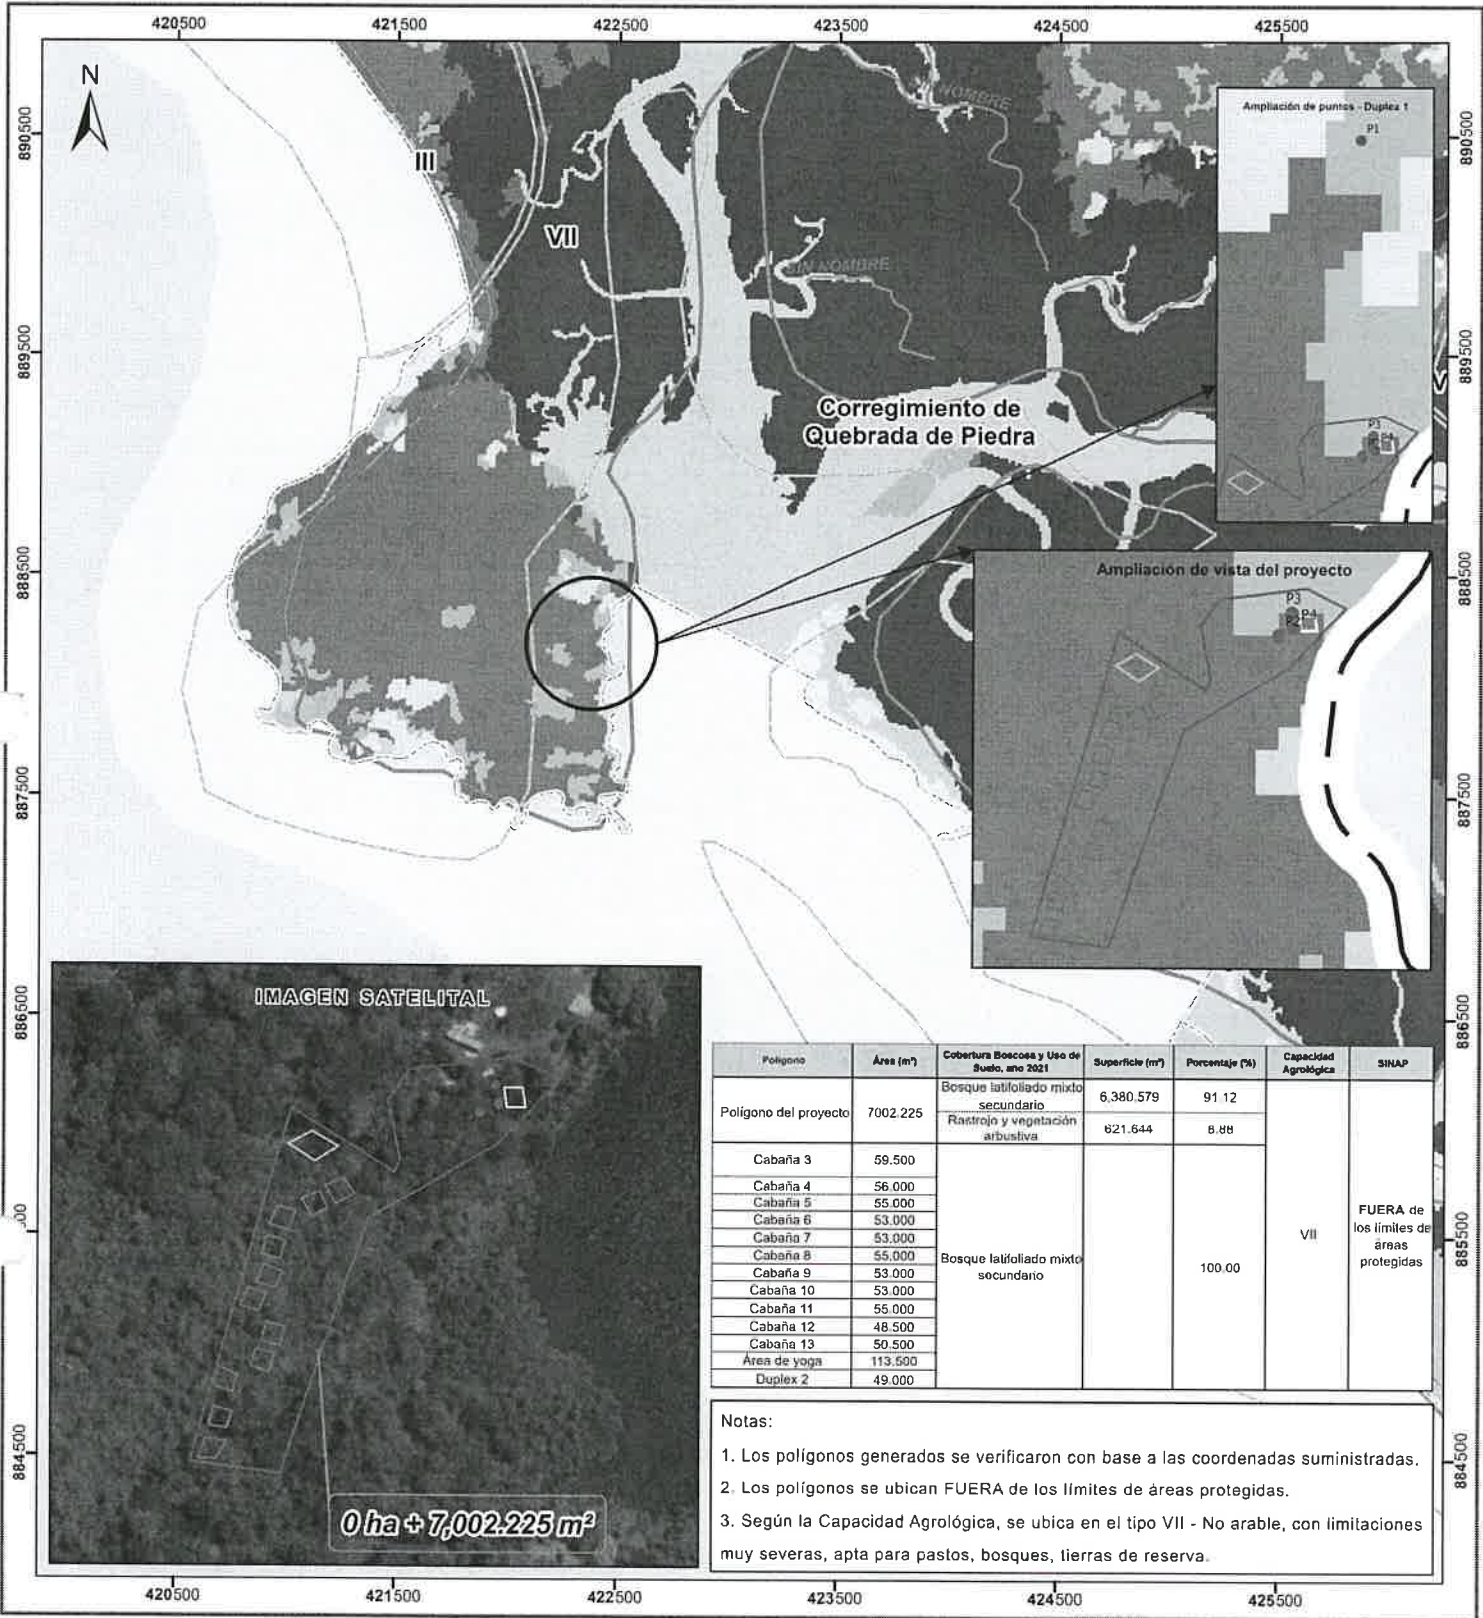 420500 421500 422500 423500 424500 425500
N
890500
890500
III
VII
NOMBRE
SIN NOMBRE
Ampliación de puntos - Duplex 1
P1
P3
P4
889500
889500
Corregimiento de
Quebrada de Piedra
888500
888500
Ampliación de vista del proyecto
P3
P4
P2
887500
887500
886500
886500
IMAGEN SATELITAL
Polígono Área (m²) Cobertura Boscosa y Uso de Suelo, ano 2021 Superficie (m²) Porcentaje (%) Capacidad Agrológica SINAP
Polígono del proyecto 7002.225 Bosque latifoliado mixto secundario 6,380.579 91.12
Rastrojo y vegetación arbustiva 621.644 8.88
Cabaña 3 59.500
Cabaña 4 56.000
Cabaña 5 55.000
Cabaña 6 53.000
Cabaña 7 53.000
Cabaña 8 55.000
Cabaña 9 53.000
Cabaña 10 53.000
Cabaña 11 55.000
Cabaña 12 48.500
Cabaña 13 50.500
Área de yoga 113.500
Duplex 2 49.000
Bosque latifoliado mixto secundario 100.00
VII
FUERA de los límites de áreas protegidas
885500
884500
884500
0 ha + 7,002.225 m²
Notas:
1. Los polígonos generados se verificaron con base a las coordenadas suministradas.
2. Los polígonos se ubican FUERA de los límites de áreas protegidas.
3. Según la Capacidad Agrológica, se ubica en el tipo VII - No arable, con limitaciones
muy severas, apta para pastos, bosques, tierras de reserva.
420500 421500 422500 423500 424500 425500